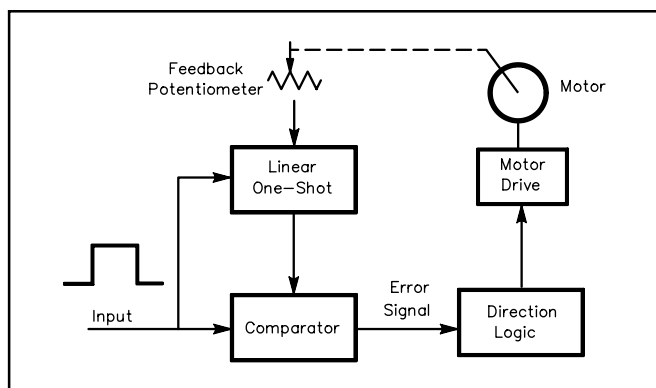 Feedback
Potentiometer
Motor
Linear
One-Shot
Motor
Drive
Input
Comparator
Error
Signal
Direction
Logic